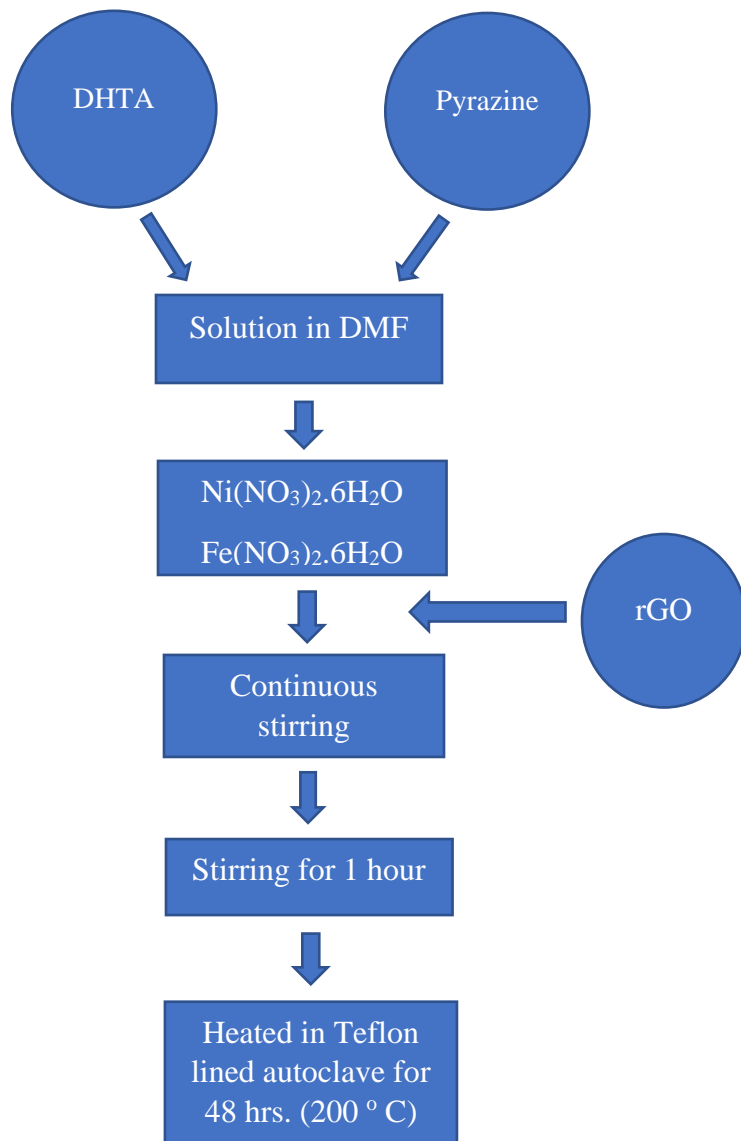 DHTA
Pyrazine
Solution in DMF
Ni(NO₃)₂.6H₂O
Fe(NO₃)₂.6H₂O
rGO
Continuous
stirring
Stirring for 1 hour
Heated in Teflon
lined autoclave for
48 hrs. (200 ° C)